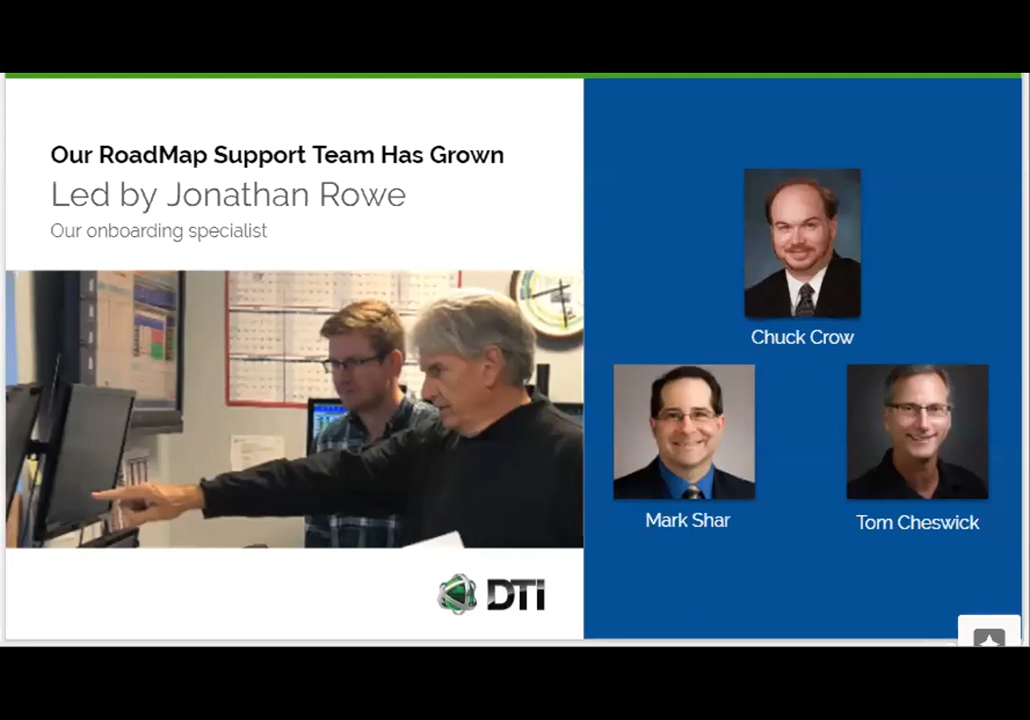 Our RoadMap Support Team Has Grown
Led by Jonathan Rowe
Our onboarding specialist
DTI
Chuck Crow
Mark Shar
Tom Cheswick